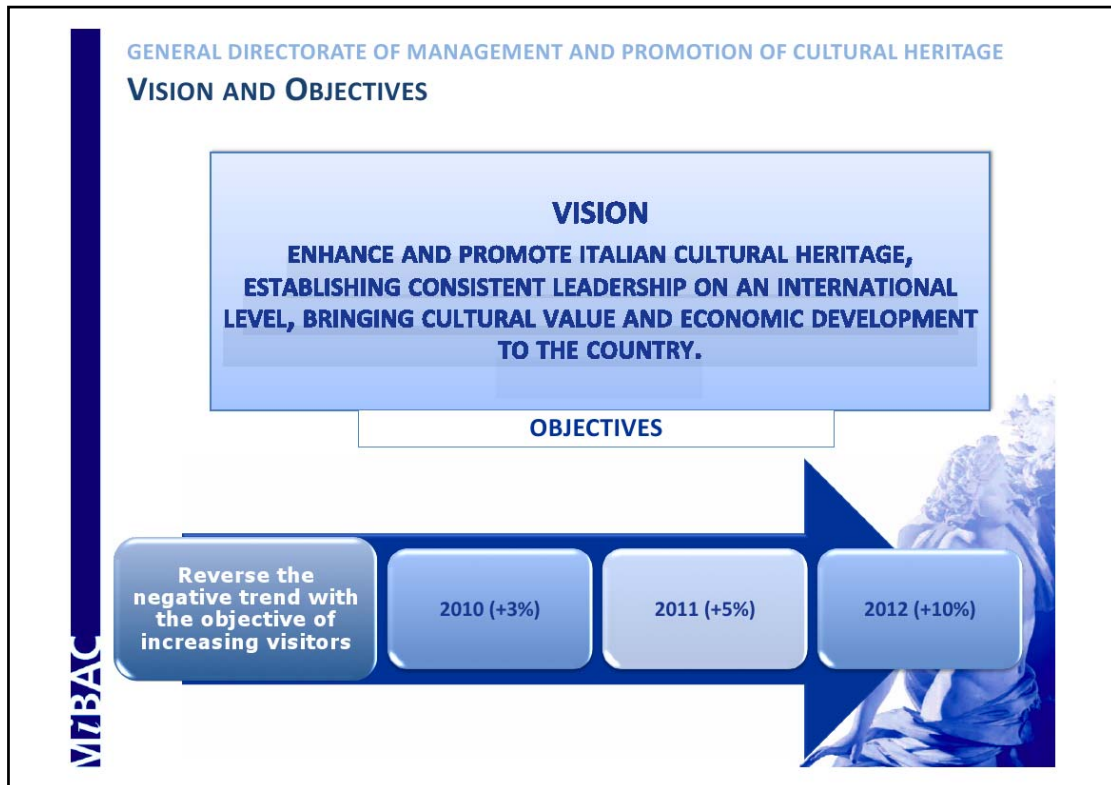 GENERAL DIRECTORATE OF MANAGEMENT AND PROMOTION OF CULTURAL HERITAGE
VISION AND OBJECTIVES
VISION
ENHANCE AND PROMOTE ITALIAN CULTURAL HERITAGE,
ESTABLISHING CONSISTENT LEADERSHIP ON AN INTERNATIONAL
LEVEL, BRINGING CULTURAL VALUE AND ECONOMIC DEVELOPMENT
TO THE COUNTRY.
OBJECTIVES
Reverse the
negative trend with
the objective of
increasing visitors
2010 (+3%)
2011 (+5%)
2012 (+10%)
MiBAC